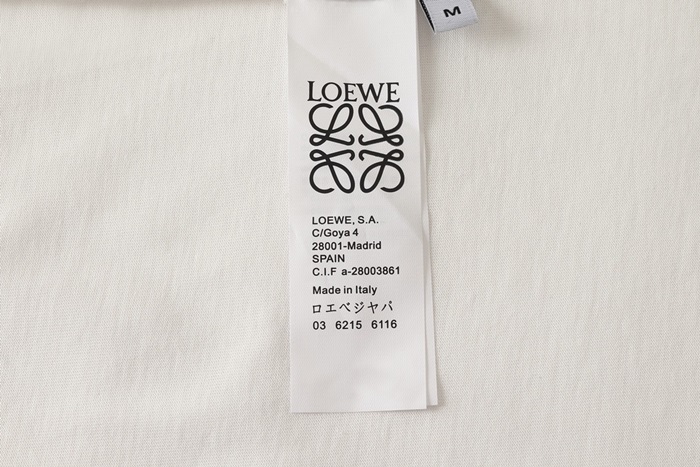 M
LOEWE
LOEWE, S.A.
C/Goya 4
28001-Madrid
SPAIN
C.I.F a-28003861
Made in Italy
ロエベジヤパ
03 6215 6116